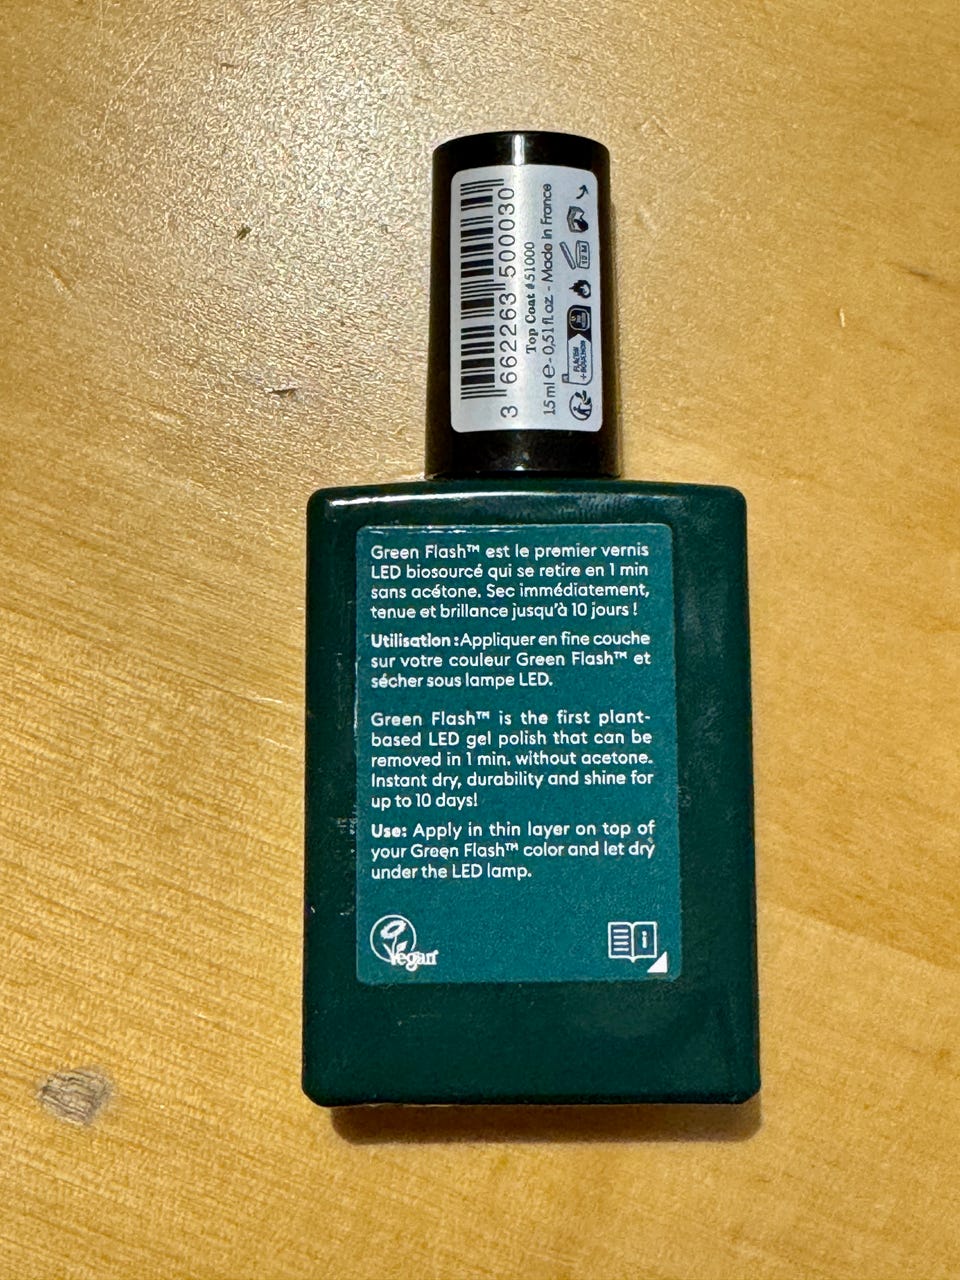 3 662263 500030
Top Coat #51000
15 ml e - 0,51 fl.oz - Made in France
FLACON
+ BOUCHON
12 M
Green Flash™ est le premier vernis
LED biosourcé qui se retire en 1 min
sans acétone. Sec immédiatement,
tenue et brillance jusqu'à 10 jours !
Utilisation : Appliquer en fine couche
sur votre couleur Green Flash™ et
sécher sous lampe LED.
Green Flash™ is the first plant-
based LED gel polish that can be
removed in 1 min. without acetone.
Instant dry, durability and shine for
up to 10 days!
Use: Apply in thin layer on top of
your Green Flash™ color and let dry
under the LED lamp.
Vegan
i